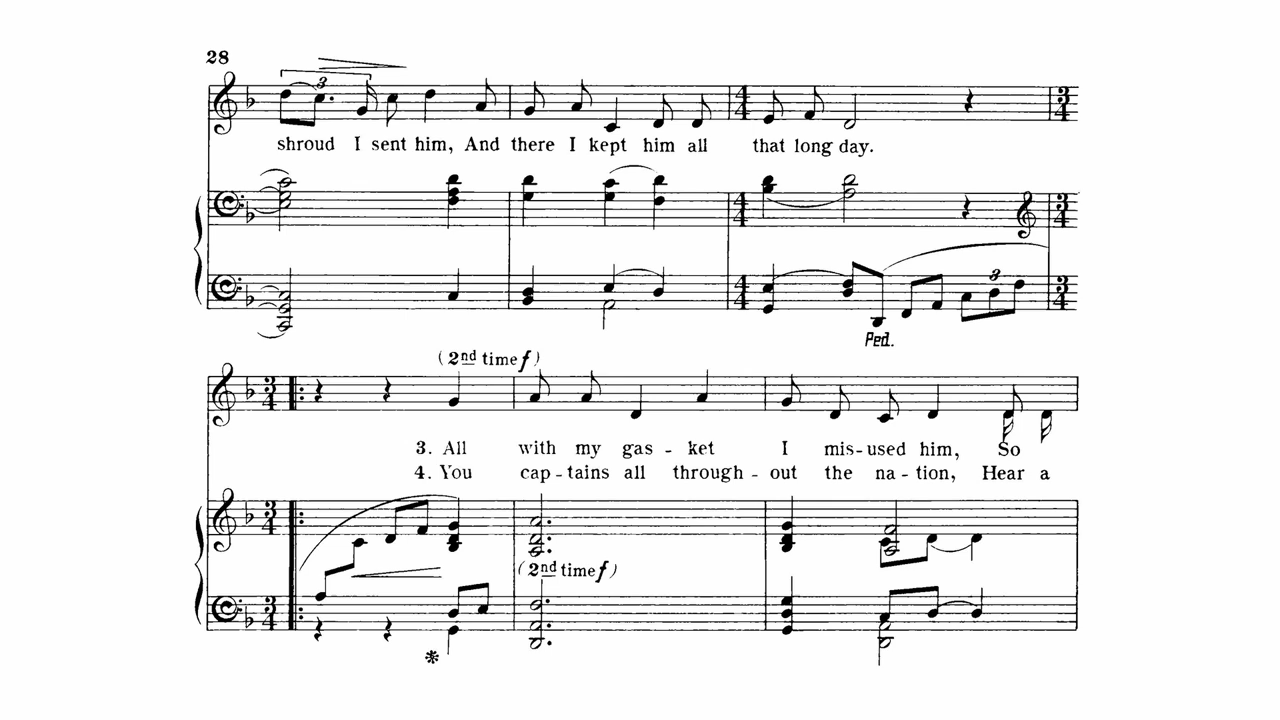 28
3
shroud I sent him, And there I kept him all that long day.
3
Ped.
(2nd time f)
3. All with my gas - ket I mis - used him, So
4. You cap - tains all through - out the na - tion, Hear a
(2nd time f)